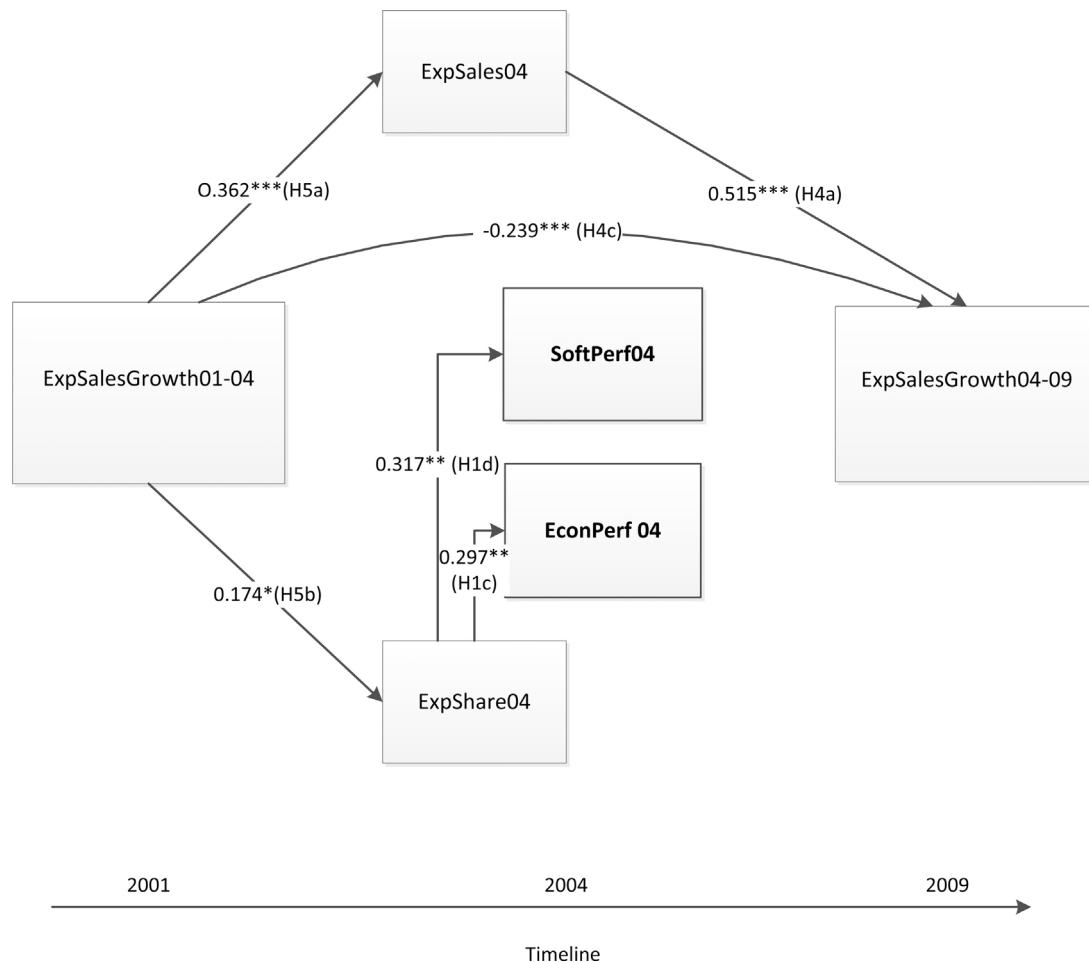 ExpSales04
O.362***(H5a)
0.515*** (H4a)
-0.239*** (H4c)
SoftPerf04
ExpSalesGrowth01-04
ExpSalesGrowth04-09
0.317** (H1d)
EconPerf 04
0.297**
(H1c)
0.174*(H5b)
ExpShare04
2001
2004
2009
Timeline